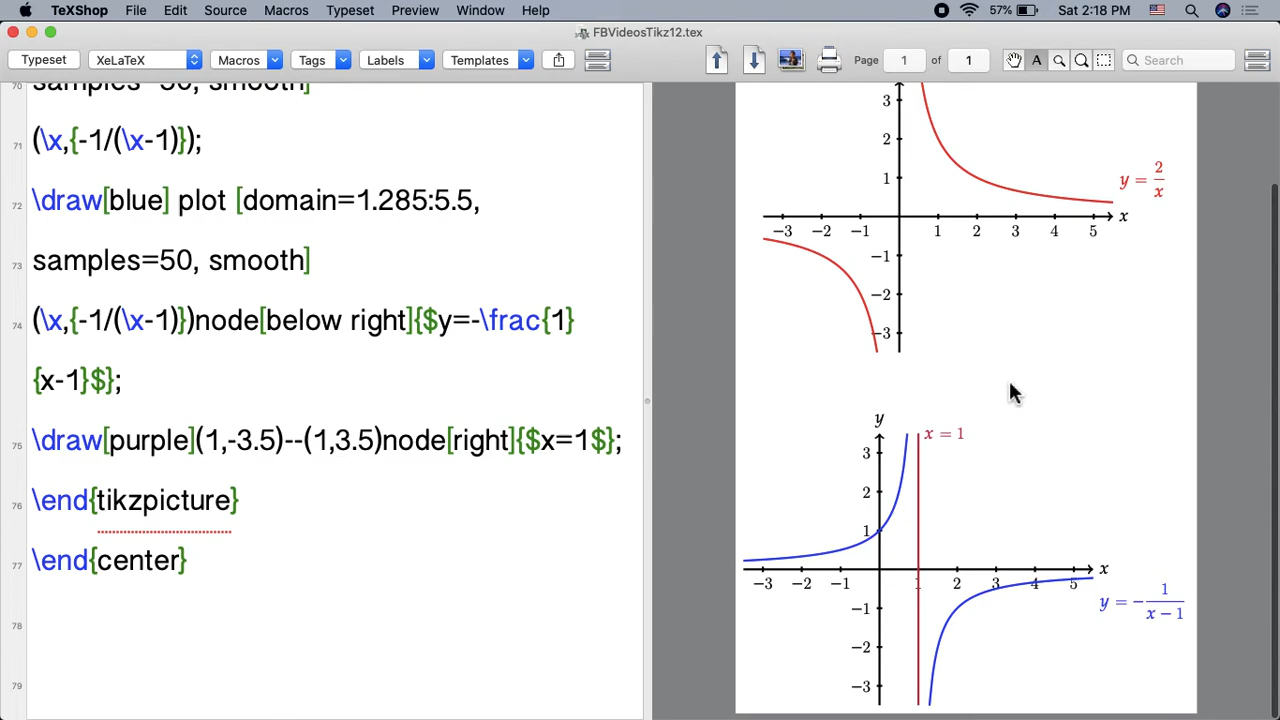 TeXShop File Edit Source Macros Typeset Preview Window Help 57% Sat 2:18 PM
FBVideosTikz12.tex
Typeset XeLaTeX Macros Tags Labels Templates Page 1 of 1 Search
70 samples=50, smooth]
71 (\x,{-1/(\x-1)});
72 \draw[blue] plot [domain=1.285:5.5,
73 samples=50, smooth]
74 (\x,{-1/(\x-1)})node[below right]{$y=-\frac{1}
{x-1}$};
75 \draw[purple](1,-3.5)--(1,3.5)node[right]{$x=1$};
76 \end{tikzpicture}
77 \end{center}
78
79
3
2
1
y = 2/x
x
−3 −2 −1 1 2 3 4 5
−1
−2
−3
y
x = 1
3
2
1
x
−3 −2 −1 1 2 3 4 5
y = − 1/(x − 1)
−1
−2
−3